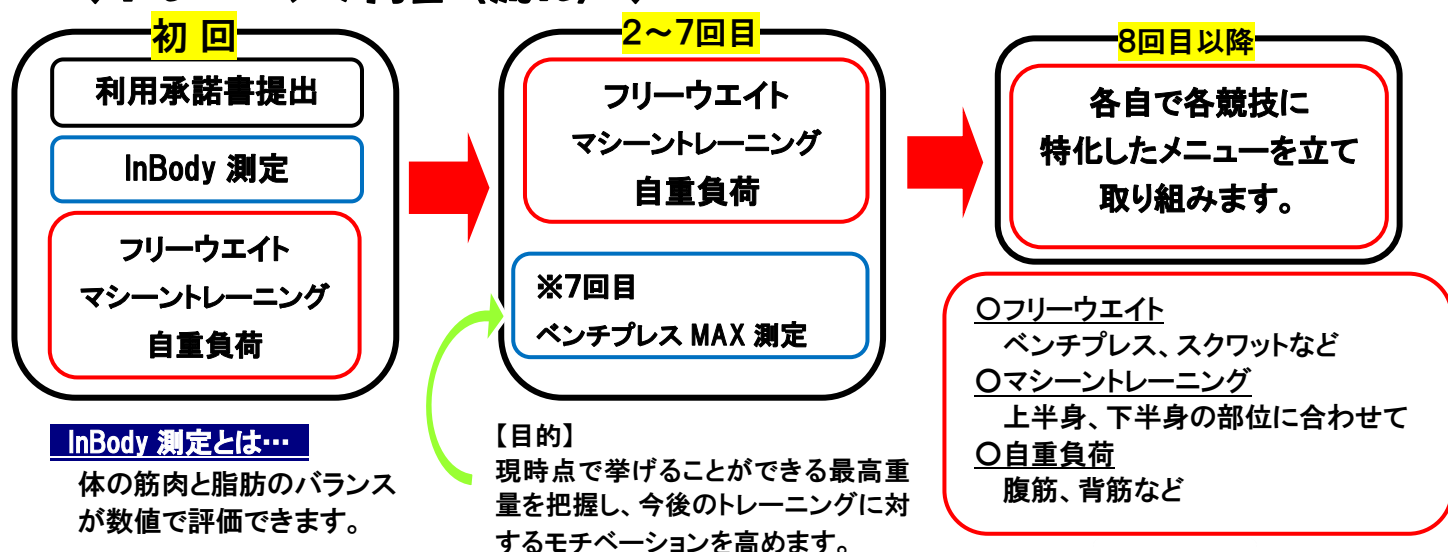 初 回
利用承諾書提出
InBody 測定
フリーウエイト
マシーントレーニング
自重負荷
InBody 測定とは…
体の筋肉と脂肪のバランス
が数値で評価できます。
2～7回目
フリーウエイト
マシーントレーニング
自重負荷
※7回目
ベンチプレス MAX 測定
【目的】
現時点で挙げることができる最高重
量を把握し、今後のトレーニングに対
するモチベーションを高めます。
8回目以降
各自で各競技に
特化したメニューを立て
取り組みます。
〇フリーウエイト
ベンチプレス、スクワットなど
〇マシーントレーニング
上半身、下半身の部位に合わせて
〇自重負荷
腹筋、背筋など